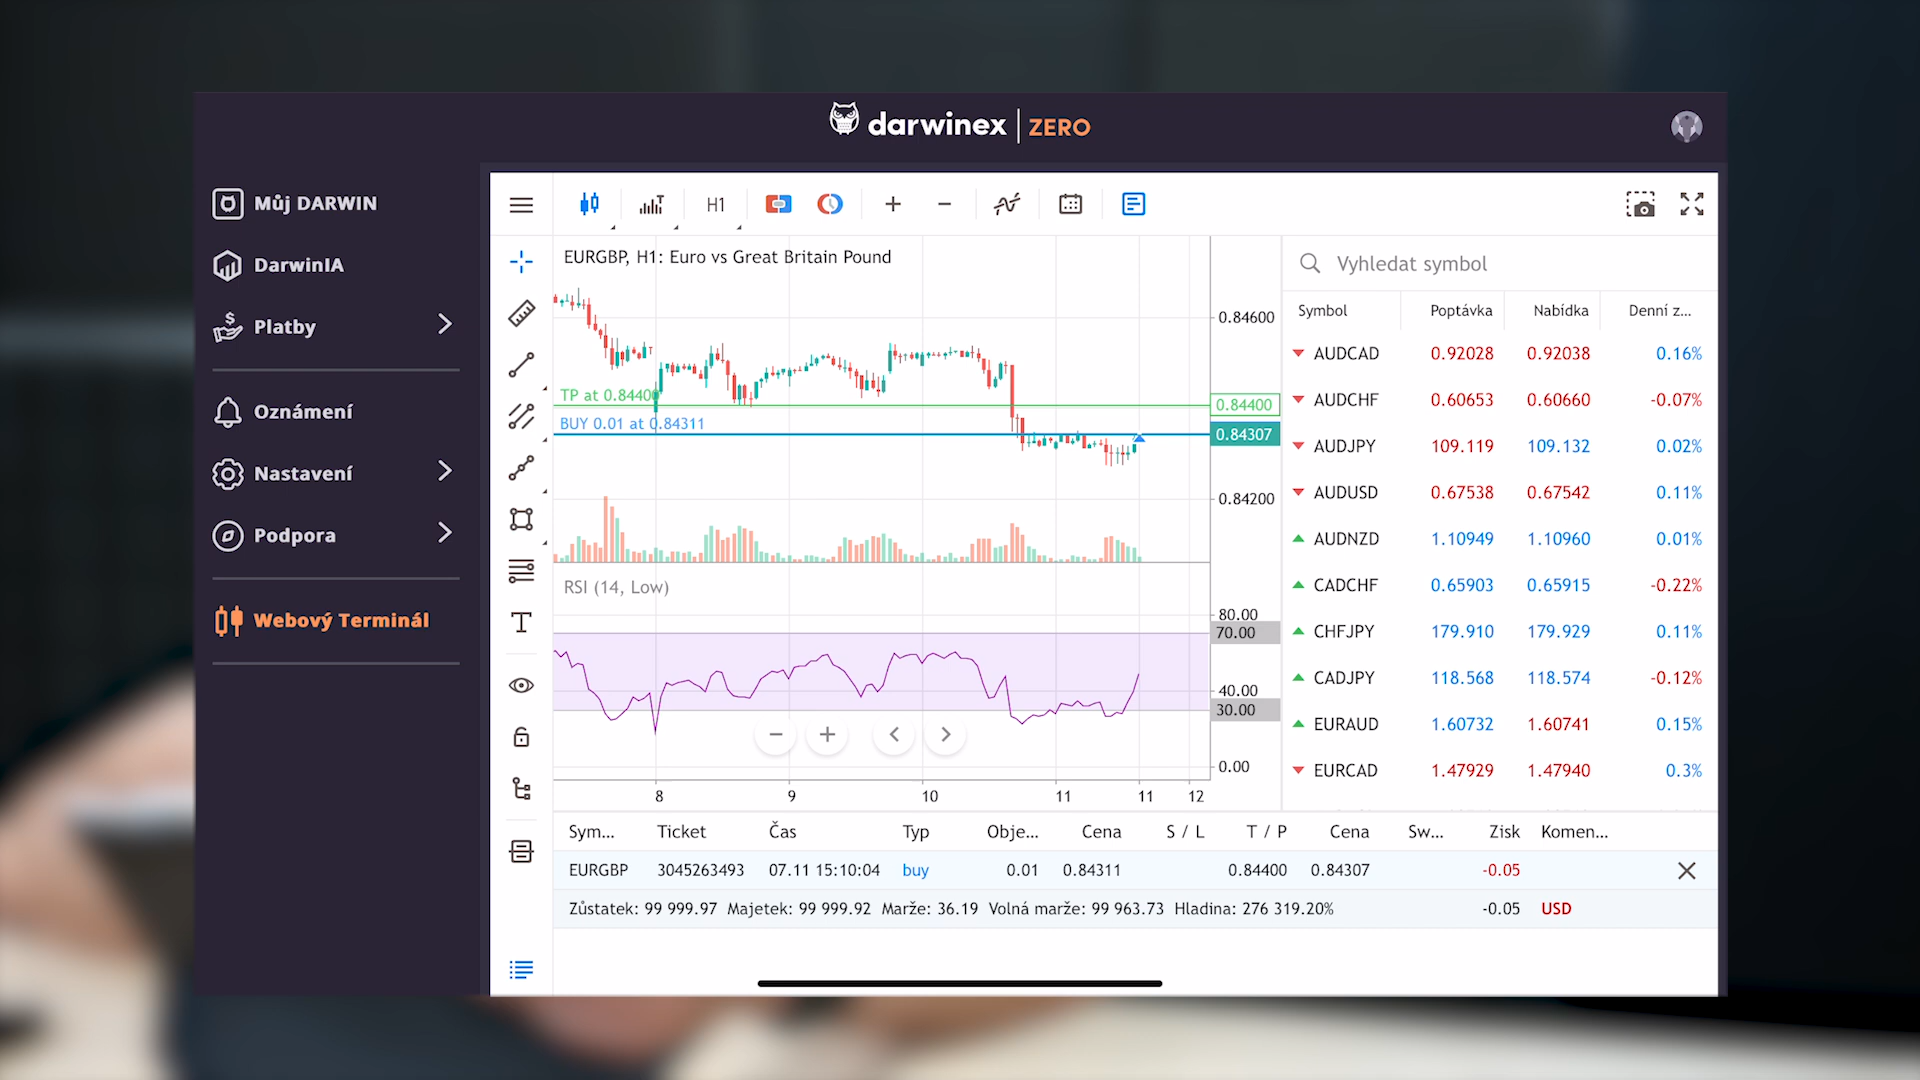 darwinex | ZERO
Můj DARWIN
DarwinIA
Platby
Oznámení
Nastavení
Podpora
Webový Terminál
H1
EURGBP, H1: Euro vs Great Britain Pound
0.84600
TP at 0.84400
0.84400
BUY 0.01 at 0.84311
0.84307
0.84200
RSI (14, Low)
80.00
70.00
40.00
30.00
0.00
8 9 10 11 11 12
Vyhledat symbol
Symbol Poptávka Nabídka Denní z...
AUDCAD 0.92028 0.92038 0.16%
AUDCHF 0.60653 0.60660 -0.07%
AUDJPY 109.119 109.132 0.02%
AUDUSD 0.67538 0.67542 0.11%
AUDNZD 1.10949 1.10960 0.01%
CADCHF 0.65903 0.65915 -0.22%
CHFJPY 179.910 179.929 0.11%
CADJPY 118.568 118.574 -0.12%
EURAUD 1.60732 1.60741 0.15%
EURCAD 1.47929 1.47940 0.3%
Sym... Ticket Čas Typ Obje... Cena S / L T / P Cena Sw... Zisk Komen...
EURGBP 3045263493 07.11 15:10:04 buy 0.01 0.84311 0.84400 0.84307 -0.05
Zůstatek: 99 999.97 Majetek: 99 999.92 Marže: 36.19 Volná marže: 99 963.73 Hladina: 276 319.20% -0.05 USD